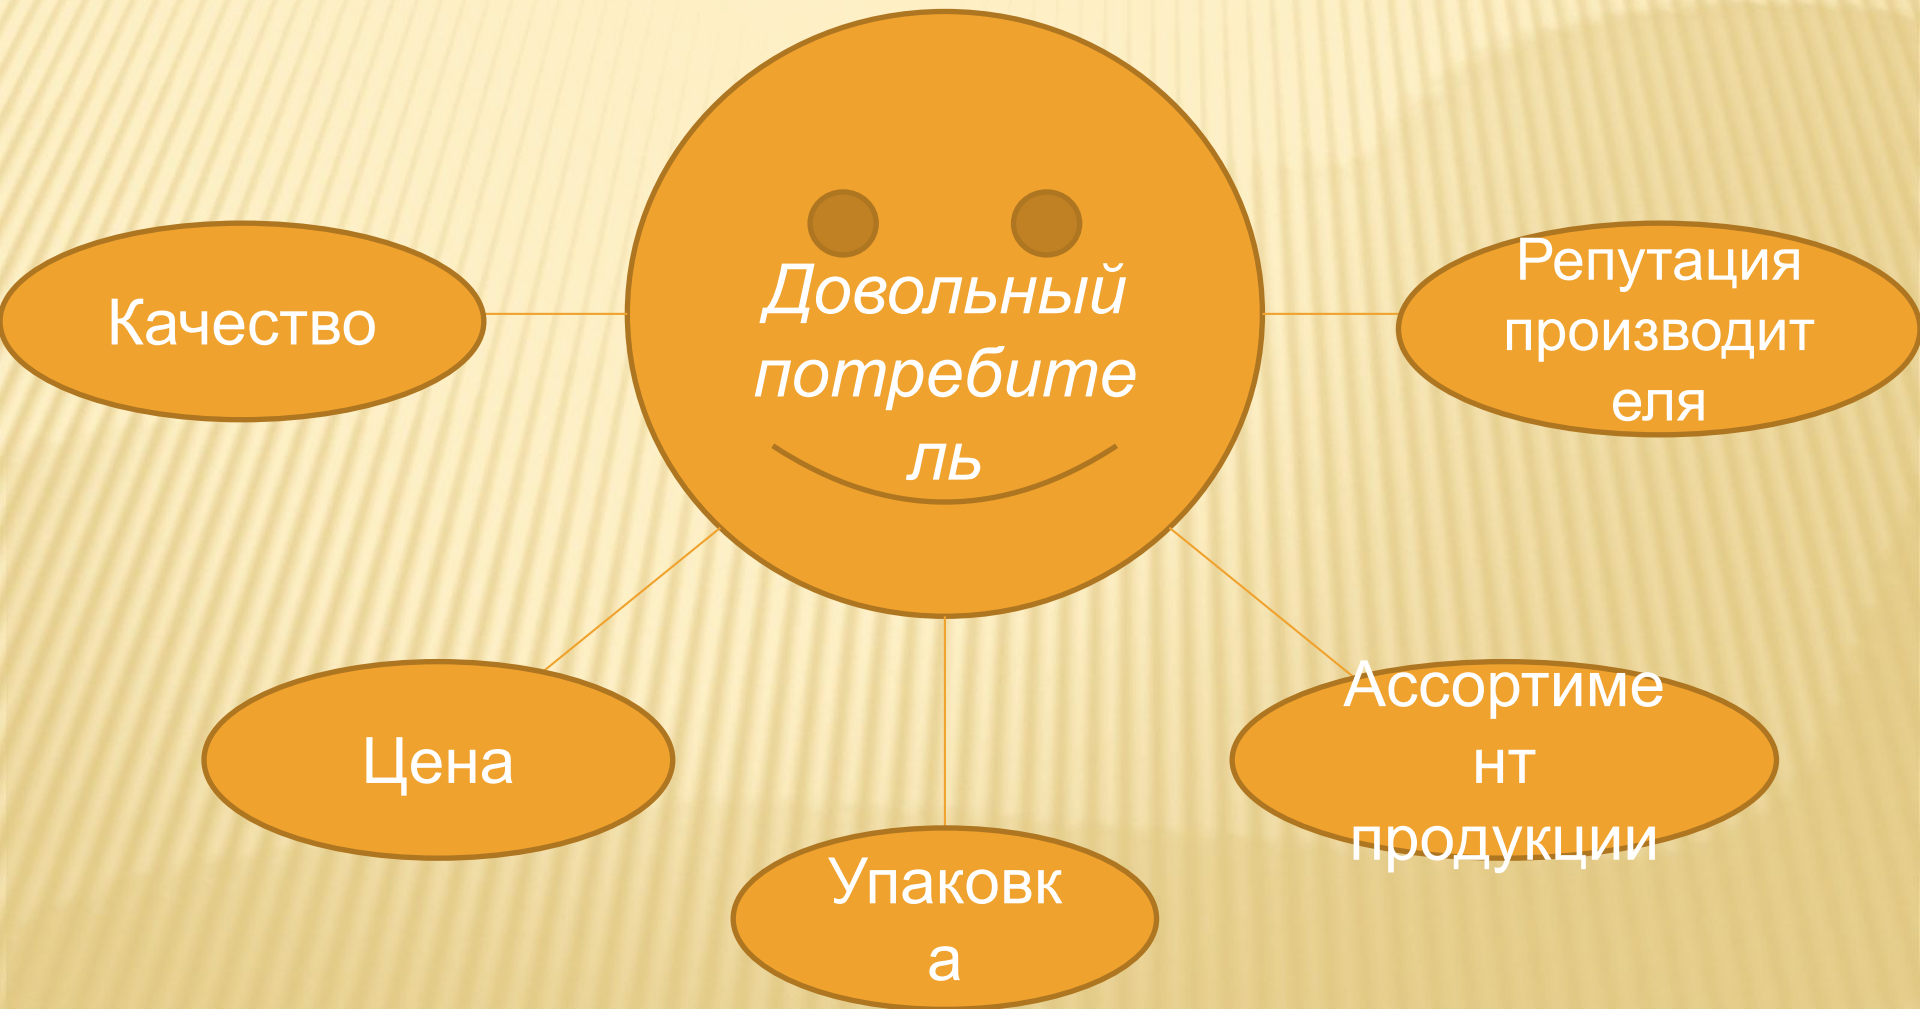 Довольный
потребите
ль
Качество
Репутация
производит
еля
Цена
Ассортиме
нт
продукции
Упаковк
а